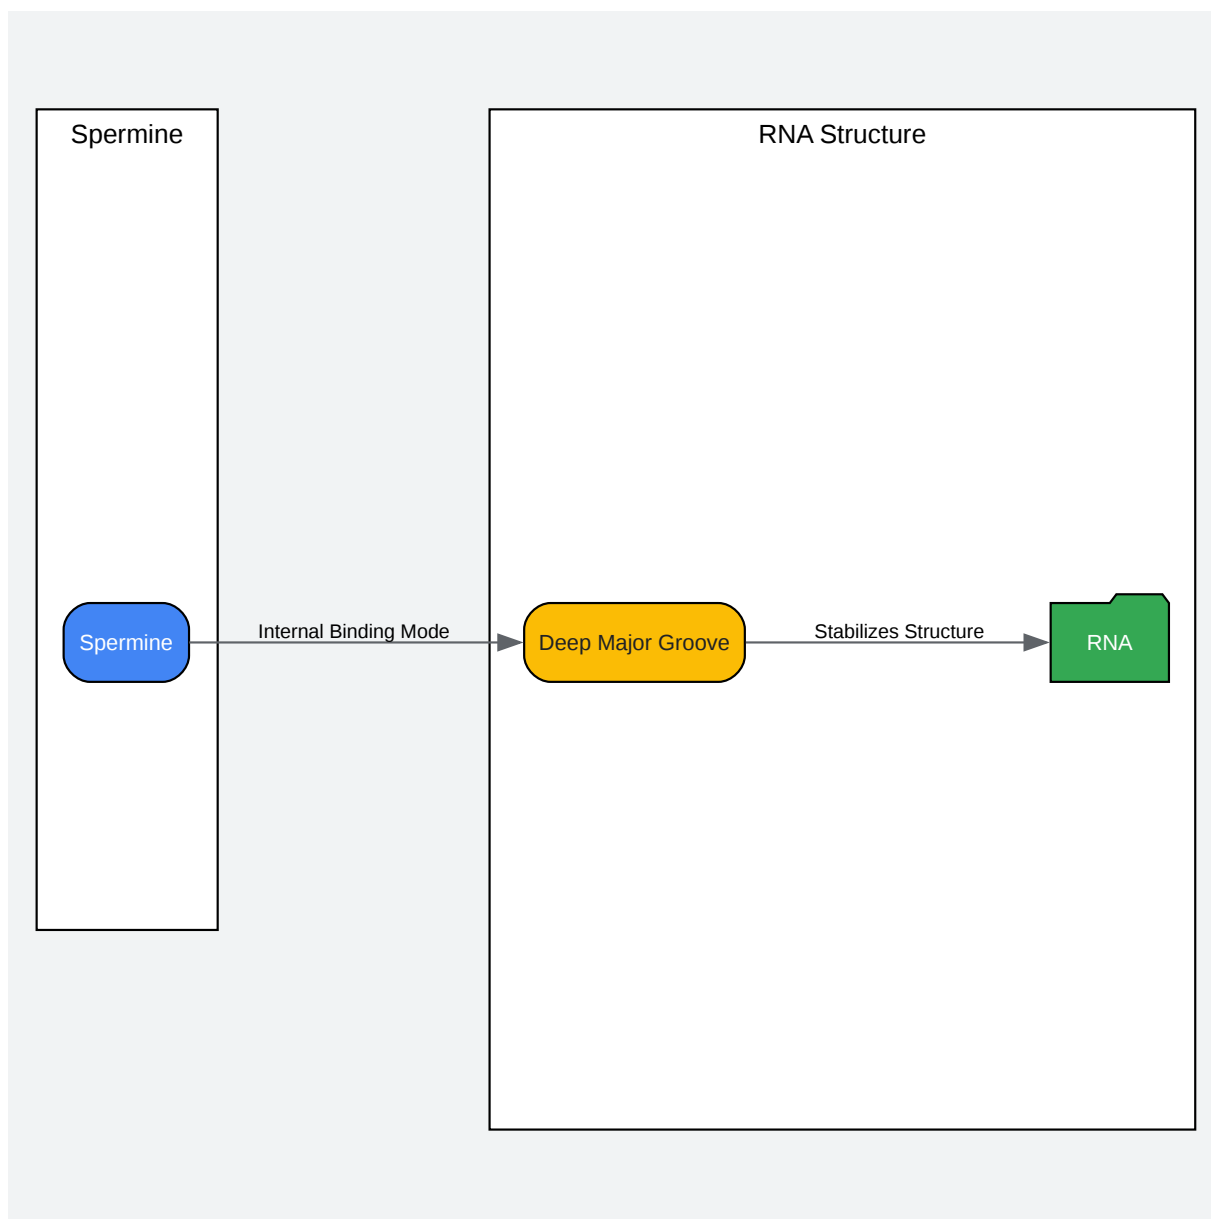 Spermine
RNA Structure
Spermine
Internal Binding Mode
Deep Major Groove
Stabilizes Structure
RNA